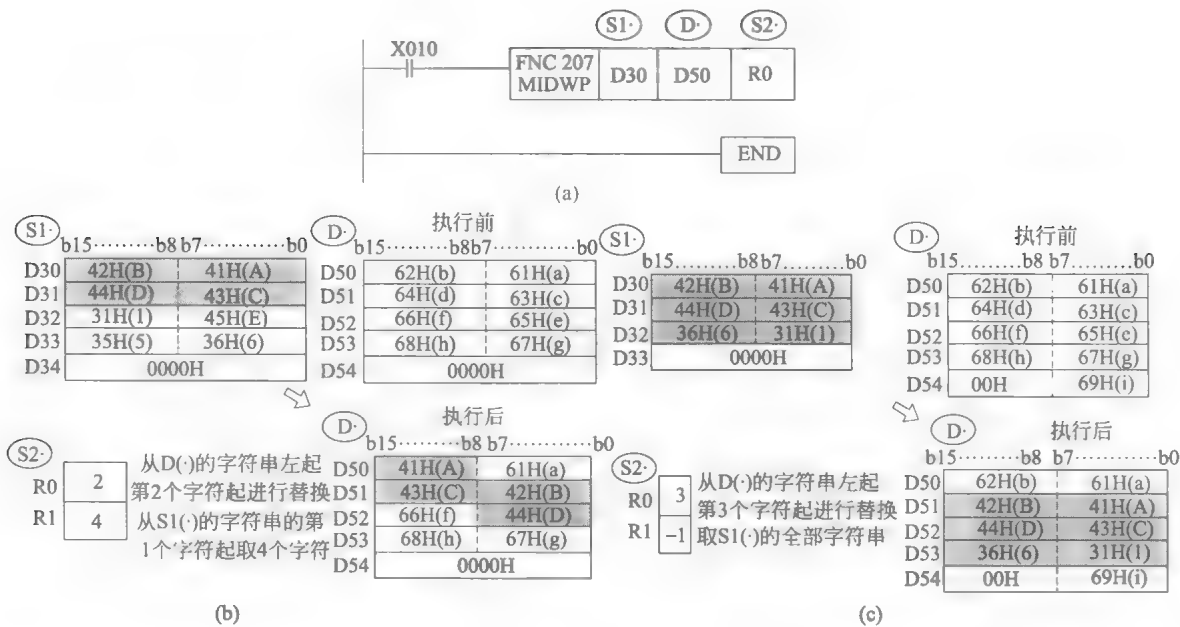 S1· D· S2·
X010
FNC 207 MIDWP D30 D50 R0
END
(a)
S1·
b15········b8 b7··········b0
D30 42H(B) 41H(A)
D31 44H(D) 43H(C)
D32 31H(1) 45H(E)
D33 35H(5) 36H(6)
D34 0000H
执行前
D·
b15········b8b7··········b0
D50 62H(b) 61H(a)
D51 64H(d) 63H(c)
D52 66H(f) 65H(e)
D53 68H(h) 67H(g)
D54 0000H
S2·
R0 2
R1 4
从D(·)的字符串左起
第2个字符起进行替换
从S1(·)的字符串的第
1个字符起取4个字符
执行后
D·
b15········b8 b7··········b0
D50 41H(A) 61H(a)
D51 43H(C) 42H(B)
D52 66H(f) 44H(D)
D53 68H(h) 67H(g)
D54 0000H
(b)
S1·
b15········b8b7········b0
D30 42H(B) 41H(A)
D31 44H(D) 43H(C)
D32 36H(6) 31H(1)
D33 0000H
执行前
D·
b15········b8 b7········b0
D50 62H(b) 61H(a)
D51 64H(d) 63H(c)
D52 66H(f) 65H(e)
D53 68H(h) 67H(g)
D54 00H 69H(i)
S2·
R0 3
R1 -1
从D(·)的字符串左起
第3个字符起进行替换
取S1(·)的全部字符串
执行后
D·
b15········b8 b7··········b0
D50 62H(b) 61H(a)
D51 42H(B) 41H(A)
D52 44H(D) 43H(C)
D53 36H(6) 31H(1)
D54 00H 69H(i)
(c)